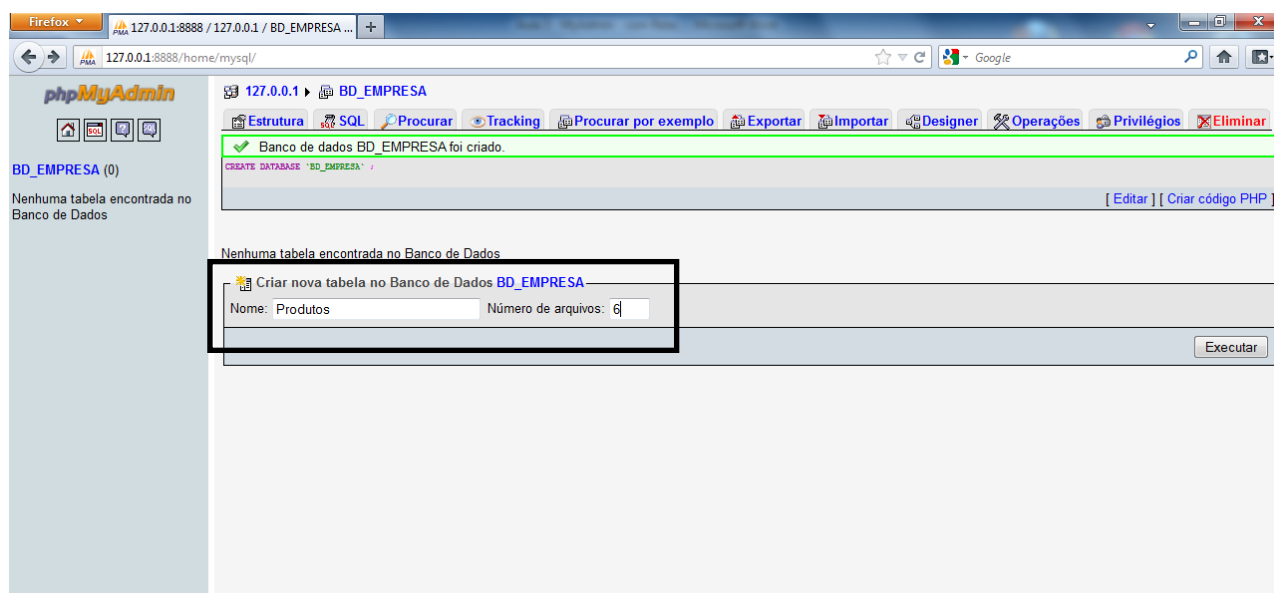 Firefox
127.0.0.1:8888 / 127.0.0.1 / BD_EMPRESA ...
127.0.0.1:8888/home/mysql/
Google
phpMyAdmin
127.0.0.1 ▸ BD_EMPRESA
Estrutura SQL Procurar Tracking Procurar por exemplo Exportar Importar Designer Operações Privilégios Eliminar
Banco de dados BD_EMPRESA foi criado.
CREATE DATABASE `BD_EMPRESA` ;
[ Editar ] [ Criar código PHP ]
BD_EMPRESA (0)
Nenhuma tabela encontrada no
Banco de Dados
Nenhuma tabela encontrada no Banco de Dados
Criar nova tabela no Banco de Dados BD_EMPRESA
Nome: Produtos Número de arquivos: 6
Executar